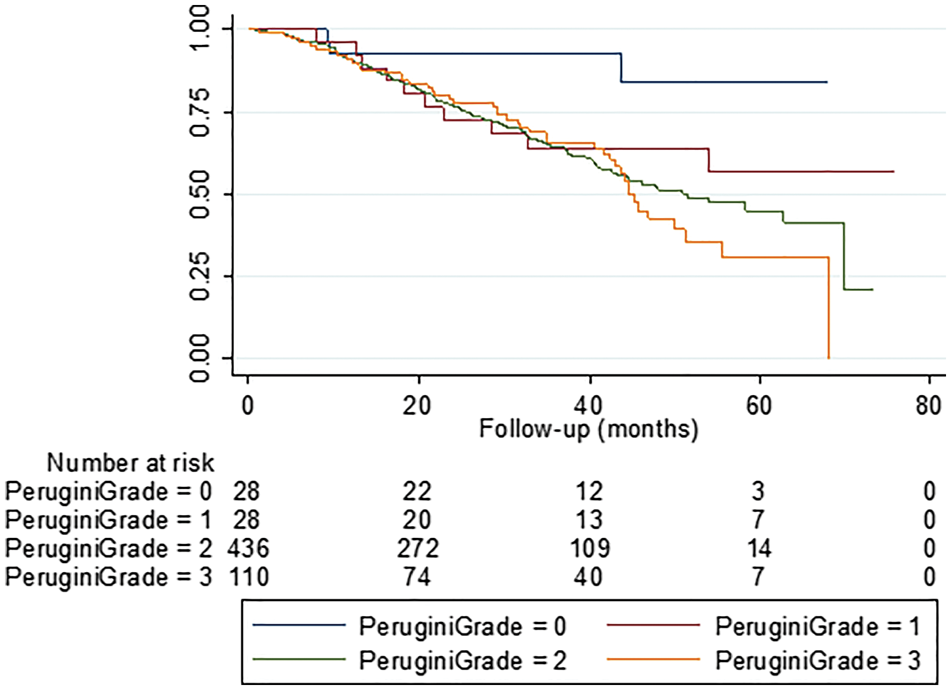 1.00
0.75
0.50
0.25
0.00
0 20 40 60 80
Follow-up (months)
Number at risk
PeruginiGrade = 0 28 22 12 3 0
PeruginiGrade = 1 28 20 13 7 0
PeruginiGrade = 2 436 272 109 14 0
PeruginiGrade = 3 110 74 40 7 0
PeruginiGrade = 0 PeruginiGrade = 1
PeruginiGrade = 2 PeruginiGrade = 3